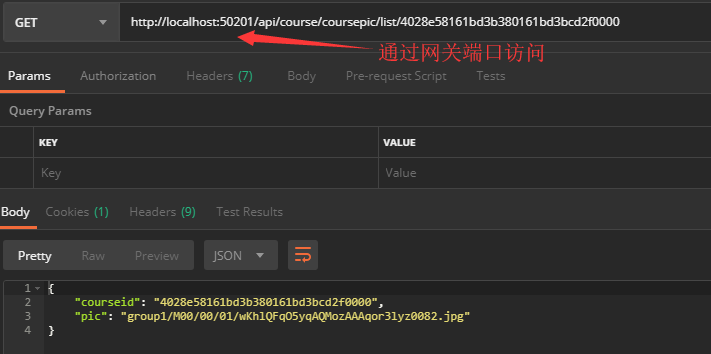 GET http://localhost:50201/api/course/coursepic/list/4028e58161bd3b380161bd3bcd2f0000
通过网关端口访问
Params Authorization Headers (7) Body Pre-request Script Tests
Query Params
KEY VALUE
Key Value
Body Cookies (1) Headers (9) Test Results
Pretty Raw Preview JSON
1 {
2 "courseid": "4028e58161bd3b380161bd3bcd2f0000",
3 "pic": "group1/M00/00/01/wKhlQFqO5yqAQMozAAAqor3lyz0082.jpg"
4 }